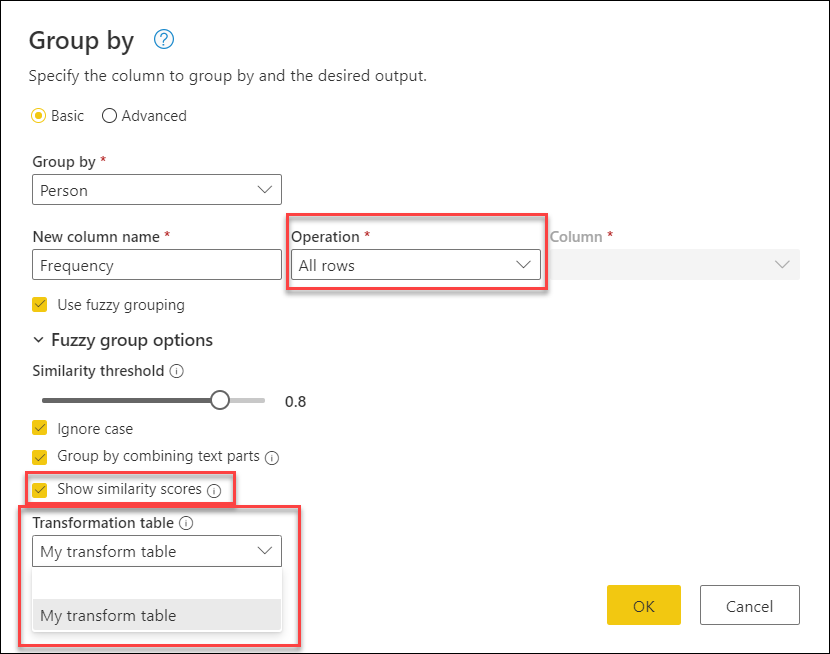 Group by ?
Specify the column to group by and the desired output.
Basic Advanced
Group by *
Person
New column name * Operation * Column *
Frequency All rows
Use fuzzy grouping
Fuzzy group options
Similarity threshold i
0.8
Ignore case
Group by combining text parts i
Show similarity scores i
Transformation table i
My transform table
My transform table
OK Cancel